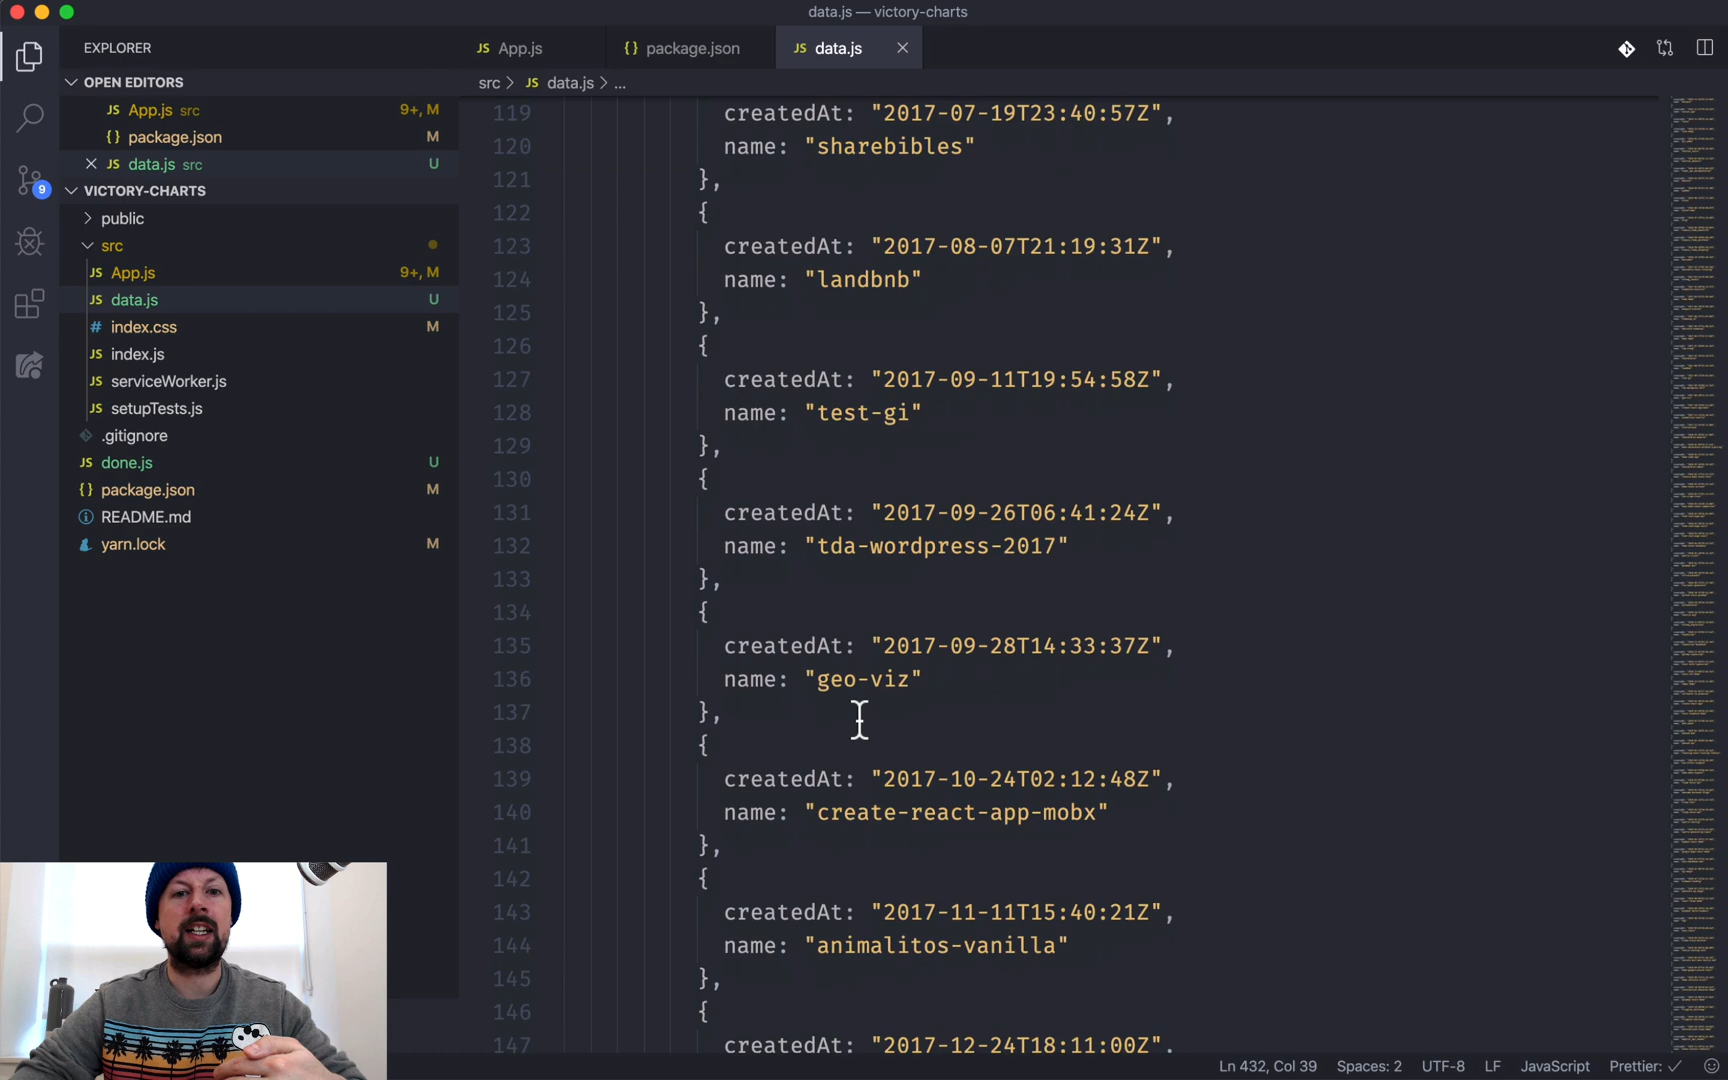 data.js — victory-charts
EXPLORER
JS App.js
{} package.json
JS data.js
OPEN EDITORS
JS App.js src 9+, M
{} package.json M
JS data.js src U
VICTORY-CHARTS
public
src
JS App.js 9+, M
JS data.js U
# index.css M
JS index.js
JS serviceWorker.js
JS setupTests.js
.gitignore
JS done.js U
{} package.json M
README.md
yarn.lock M
9
src > JS data.js > ...
119 createdAt: "2017-07-19T23:40:57Z",
120 name: "sharebibles"
121 },
122 {
123 createdAt: "2017-08-07T21:19:31Z",
124 name: "landbnb"
125 },
126 {
127 createdAt: "2017-09-11T19:54:58Z",
128 name: "test-gi"
129 },
130 {
131 createdAt: "2017-09-26T06:41:24Z",
132 name: "tda-wordpress-2017"
133 },
134 {
135 createdAt: "2017-09-28T14:33:37Z",
136 name: "geo-viz"
137 },
138 {
139 createdAt: "2017-10-24T02:12:48Z",
140 name: "create-react-app-mobx"
141 },
142 {
143 createdAt: "2017-11-11T15:40:21Z",
144 name: "animalitos-vanilla"
145 },
146 {
147 createdAt: "2017-12-24T18:11:00Z",
Ln 432, Col 39 Spaces: 2 UTF-8 LF JavaScript Prettier: ✓